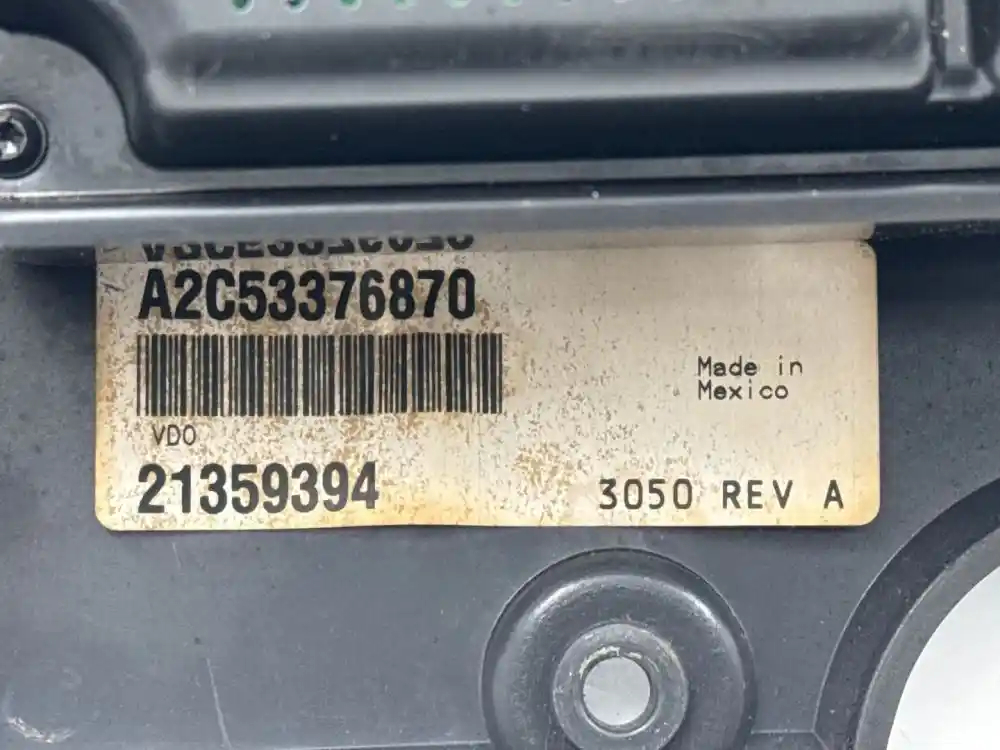 A2C53376870
Made in
Mexico
VDO
21359394
3050 REV A